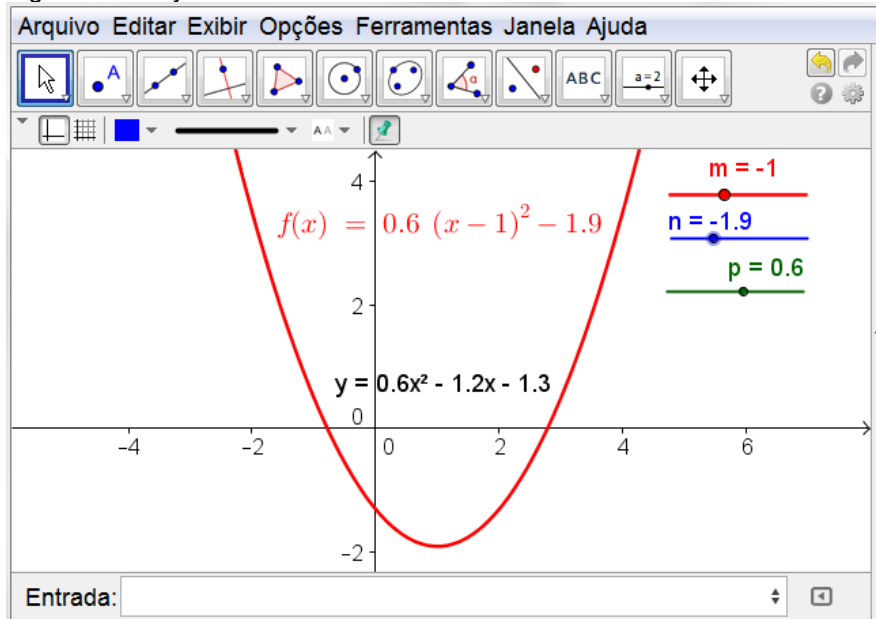 Arquivo Editar Exibir Opções Ferramentas Janela Ajuda
A α ABC a=2
A A
m = -1
4
f(x) = 0.6 (x − 1)² − 1.9
n = -1.9
p = 0.6
2
y = 0.6x² - 1.2x - 1.3
0
-4 -2 0 2 4 6
-2
Entrada: